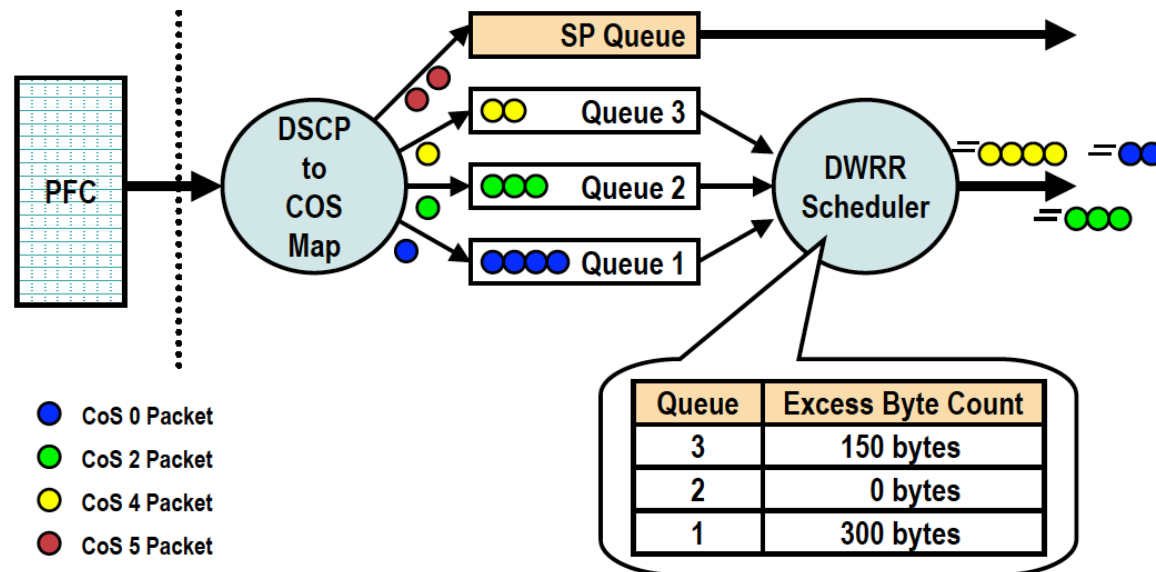 SP Queue
PFC
DSCP
to
COS
Map
Queue 3
Queue 2
Queue 1
DWRR
Scheduler
Queue Excess Byte Count
3 150 bytes
2 0 bytes
1 300 bytes
CoS 0 Packet
CoS 2 Packet
CoS 4 Packet
CoS 5 Packet